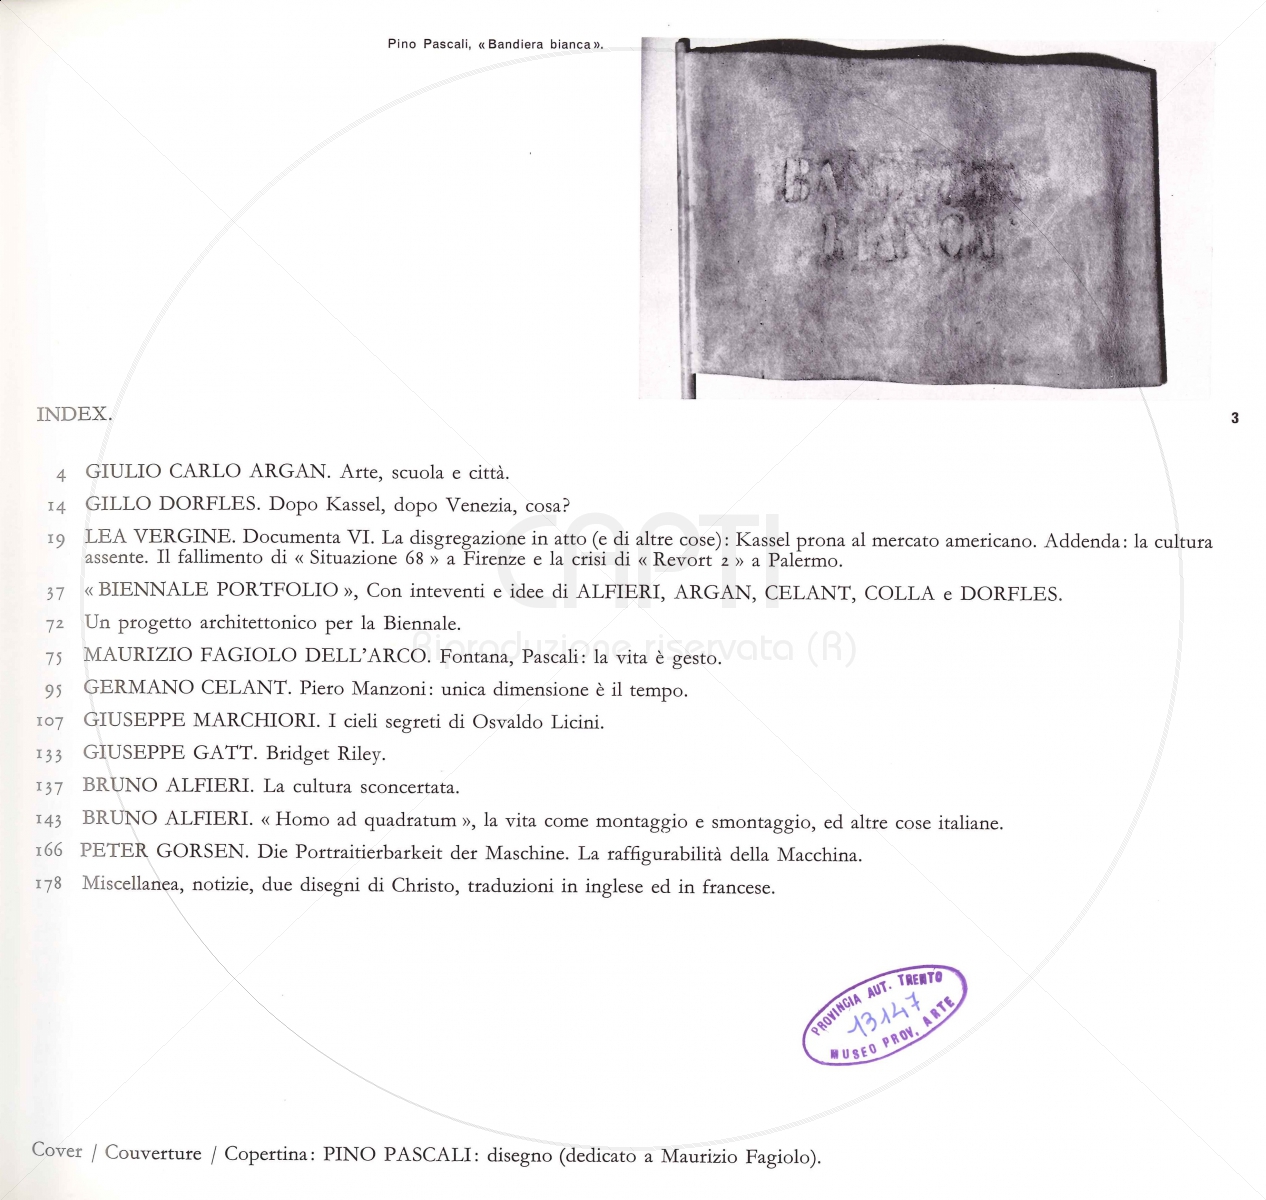 Pino Pascali, « Bandiera bianca ».
INDEX.
3
4 GIULIO CARLO ARGAN. Arte, scuola e città.
14 GILLO DORFLES. Dopo Kassel, dopo Venezia, cosa?
19 LEA VERGINE. Documenta VI. La disgregazione in atto (e di altre cose): Kassel prona al mercato americano. Addenda: la cultura
assente. Il fallimento di « Situazione 68 » a Firenze e la crisi di « Revort 2 » a Palermo.
37 « BIENNALE PORTFOLIO », Con inteventi e idee di ALFIERI, ARGAN, CELANT, COLLA e DORFLES.
72 Un progetto architettonico per la Biennale.
75 MAURIZIO FAGIOLO DELL'ARCO. Fontana, Pascali: la vita è gesto.
95 GERMANO CELANT. Piero Manzoni: unica dimensione è il tempo.
107 GIUSEPPE MARCHIORI. I cieli segreti di Osvaldo Licini.
133 GIUSEPPE GATT. Bridget Riley.
137 BRUNO ALFIERI. La cultura sconcertata.
143 BRUNO ALFIERI. « Homo ad quadratum », la vita come montaggio e smontaggio, ed altre cose italiane.
166 PETER GORSEN. Die Portraitierbarkeit der Maschine. La raffigurabilità della Macchina.
178 Miscellanea, notizie, due disegni di Christo, traduzioni in inglese ed in francese.
CAPTI
Riproduzione riservata (R)
PROVINCIA AUT. TRENTO
13147
MUSEO PROV. ARTE
Cover / Couverture / Copertina: PINO PASCALI: disegno (dedicato a Maurizio Fagiolo).